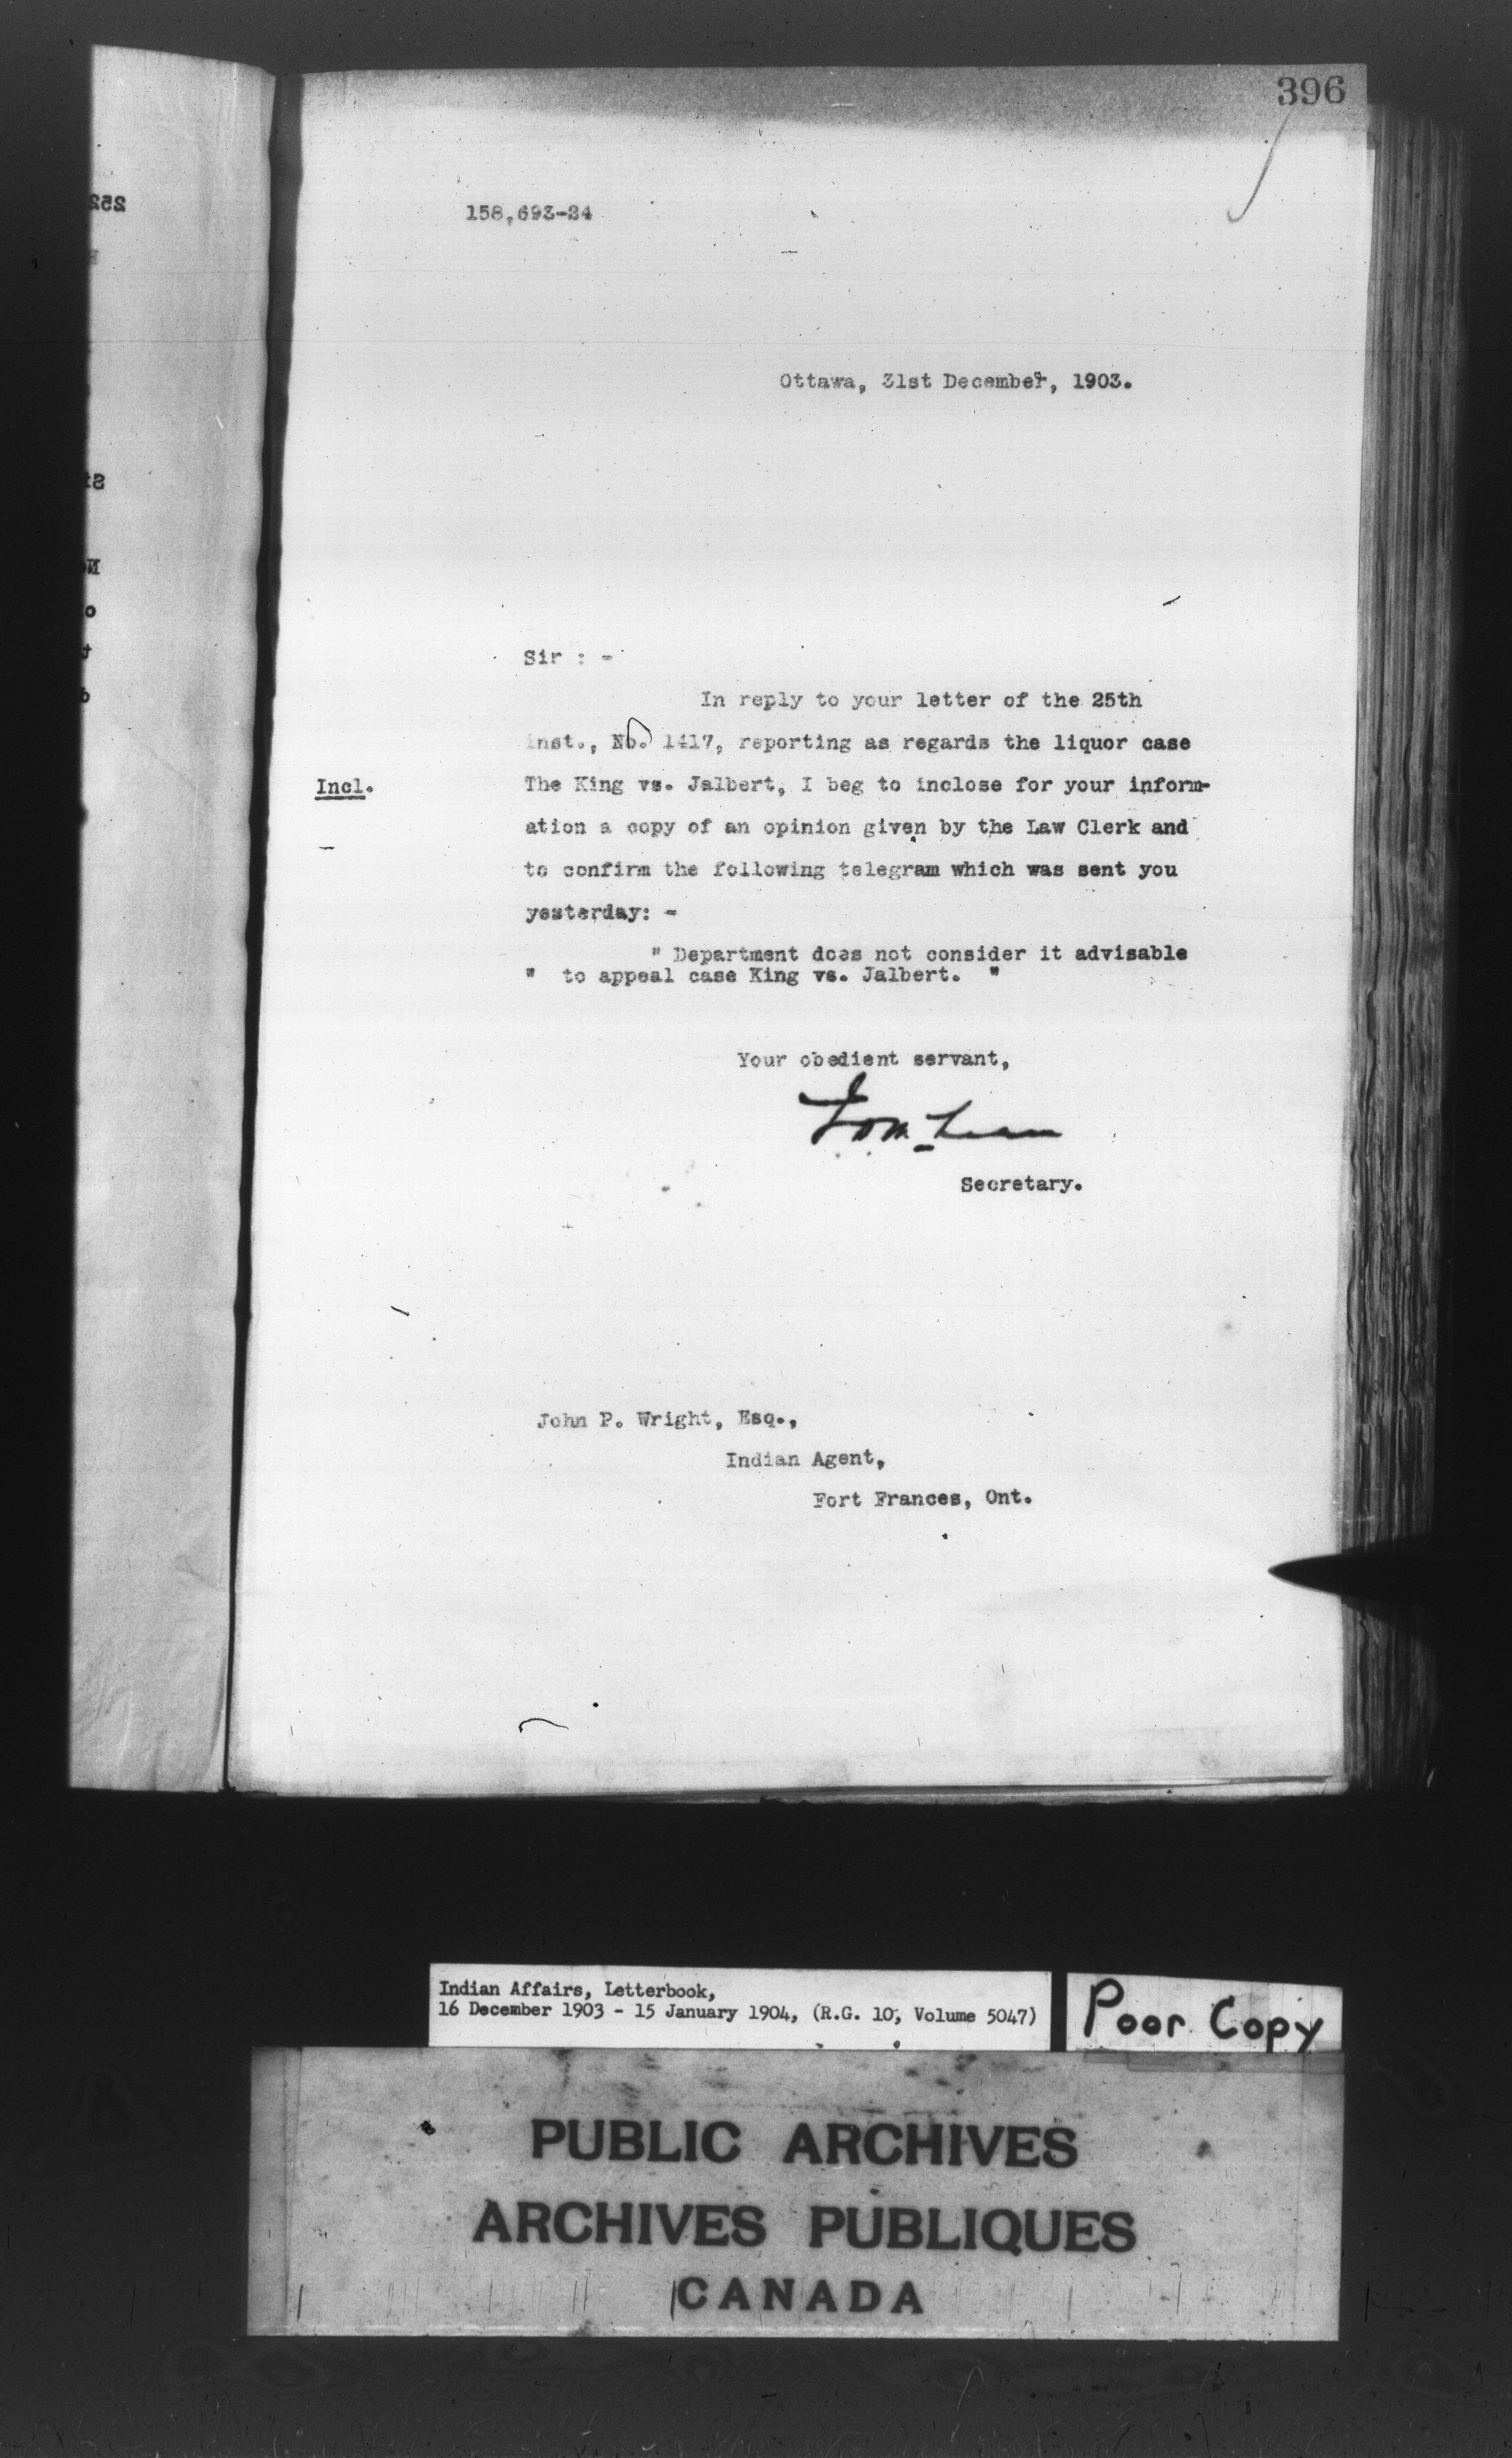 396
158,693-24
Ottawa, 31st December, 1903.
Sir : -
In reply to your letter of the 25th
inst., No. 1417, reporting as regards the liquor case
Incl.
The King vs. Jalbert, I beg to inclose for your inform-
ation a copy of an opinion given by the Law Clerk and
to confirm the following telegram which was sent you
yesterday: -
" Department does not consider it advisable
" to appeal case King vs. Jalbert. "
Your obedient servant,
Secretary.
John P. Wright, Esq.,
Indian Agent,
Fort Frances, Ont.
Indian Affairs, Letterbook,
16 December 1903 - 15 January 1904, (R.G. 10, Volume 5047)
Poor Copy
PUBLIC ARCHIVES
ARCHIVES PUBLIQUES
CANADA